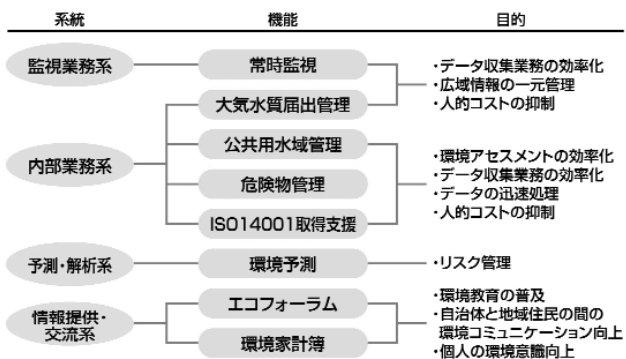 系統 機能 目的
監視業務系
常時監視
大気水質届出管理
・データ収集業務の効率化
・広域情報の一元管理
・人的コストの抑制
内部業務系
公共用水域管理
危険物管理
ISO14001取得支援
・環境アセスメントの効率化
・データ収集業務の効率化
・データの迅速処理
・人的コストの抑制
予測・解析系
環境予測
・リスク管理
情報提供・
交流系
エコフォーラム
環境家計簿
・環境教育の普及
・自治体と地域住民の間の
環境コミュニケーション向上
・個人の環境意識向上